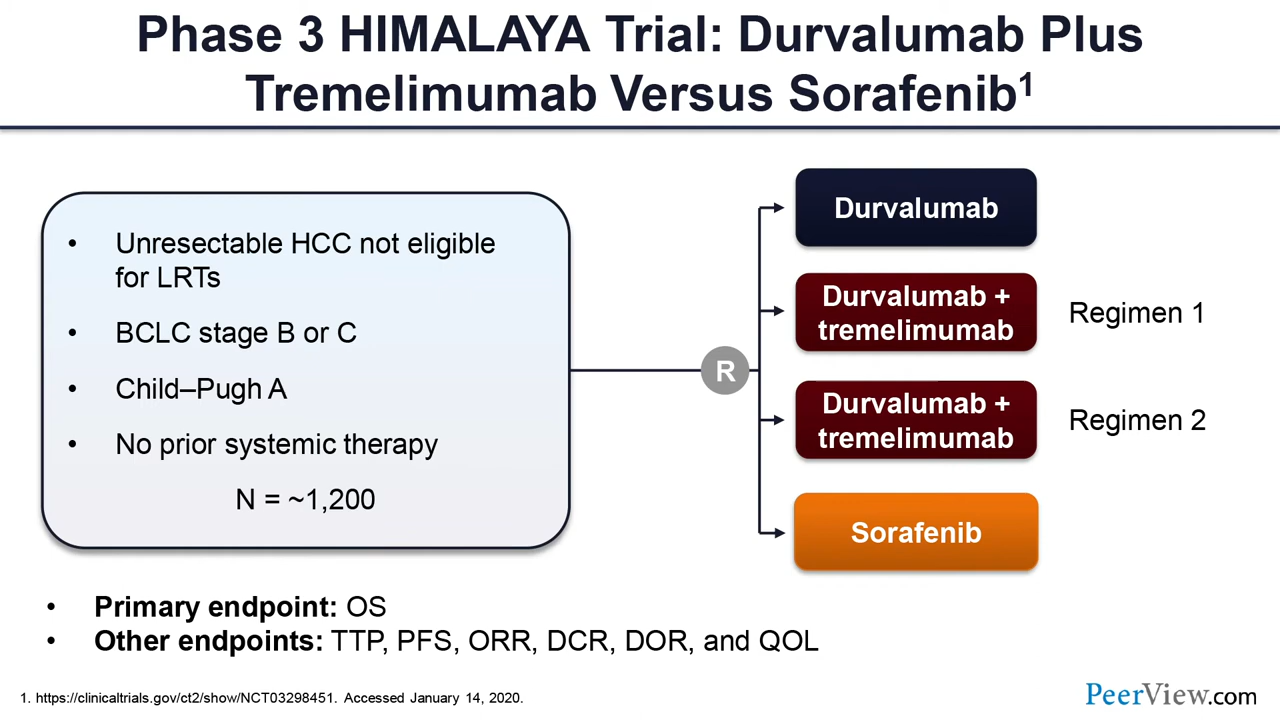 Phase 3 HIMALAYA Trial: Durvalumab Plus
Tremelimumab Versus Sorafenib1
• Unresectable HCC not eligible
for LRTs
• BCLC stage B or C
• Child–Pugh A
• No prior systemic therapy
N = ~1,200
R
Durvalumab
Durvalumab +
tremelimumab
Regimen 1
Durvalumab +
tremelimumab
Regimen 2
Sorafenib
• Primary endpoint: OS
• Other endpoints: TTP, PFS, ORR, DCR, DOR, and QOL
1. https://clinicaltrials.gov/ct2/show/NCT03298451. Accessed January 14, 2020.
PeerView.com